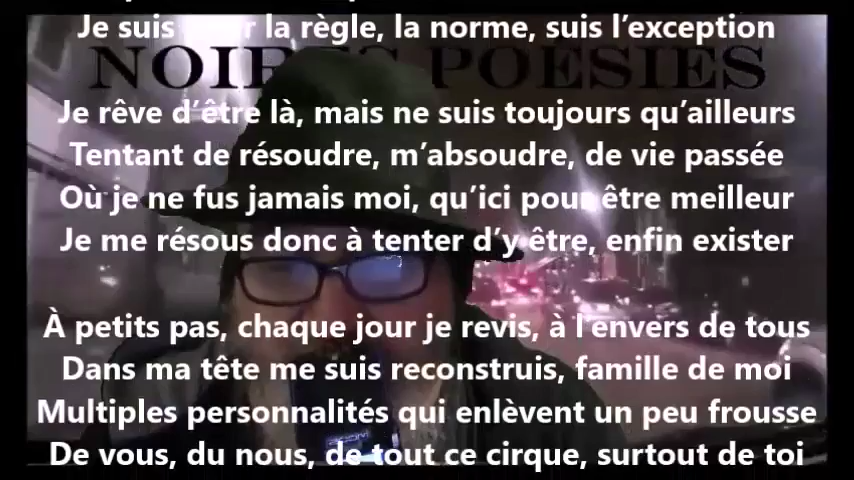 Je suis la règle, la norme, suis l’exception
NOIRES POÉSIES
Je rêve d’être là, mais ne suis toujours qu’ailleurs
Tentant de résoudre, m’absoudre, de vie passée
Où je ne fus jamais moi, qu’ici pour être meilleur
Je me résous donc à tenter d’y être, enfin exister
À petits pas, chaque jour je revis, à l’envers de tous
Dans ma tête me suis reconstruis, famille de moi
Multiples personnalités qui enlèvent un peu frousse
De vous, du nous, de tout ce cirque, surtout de toi